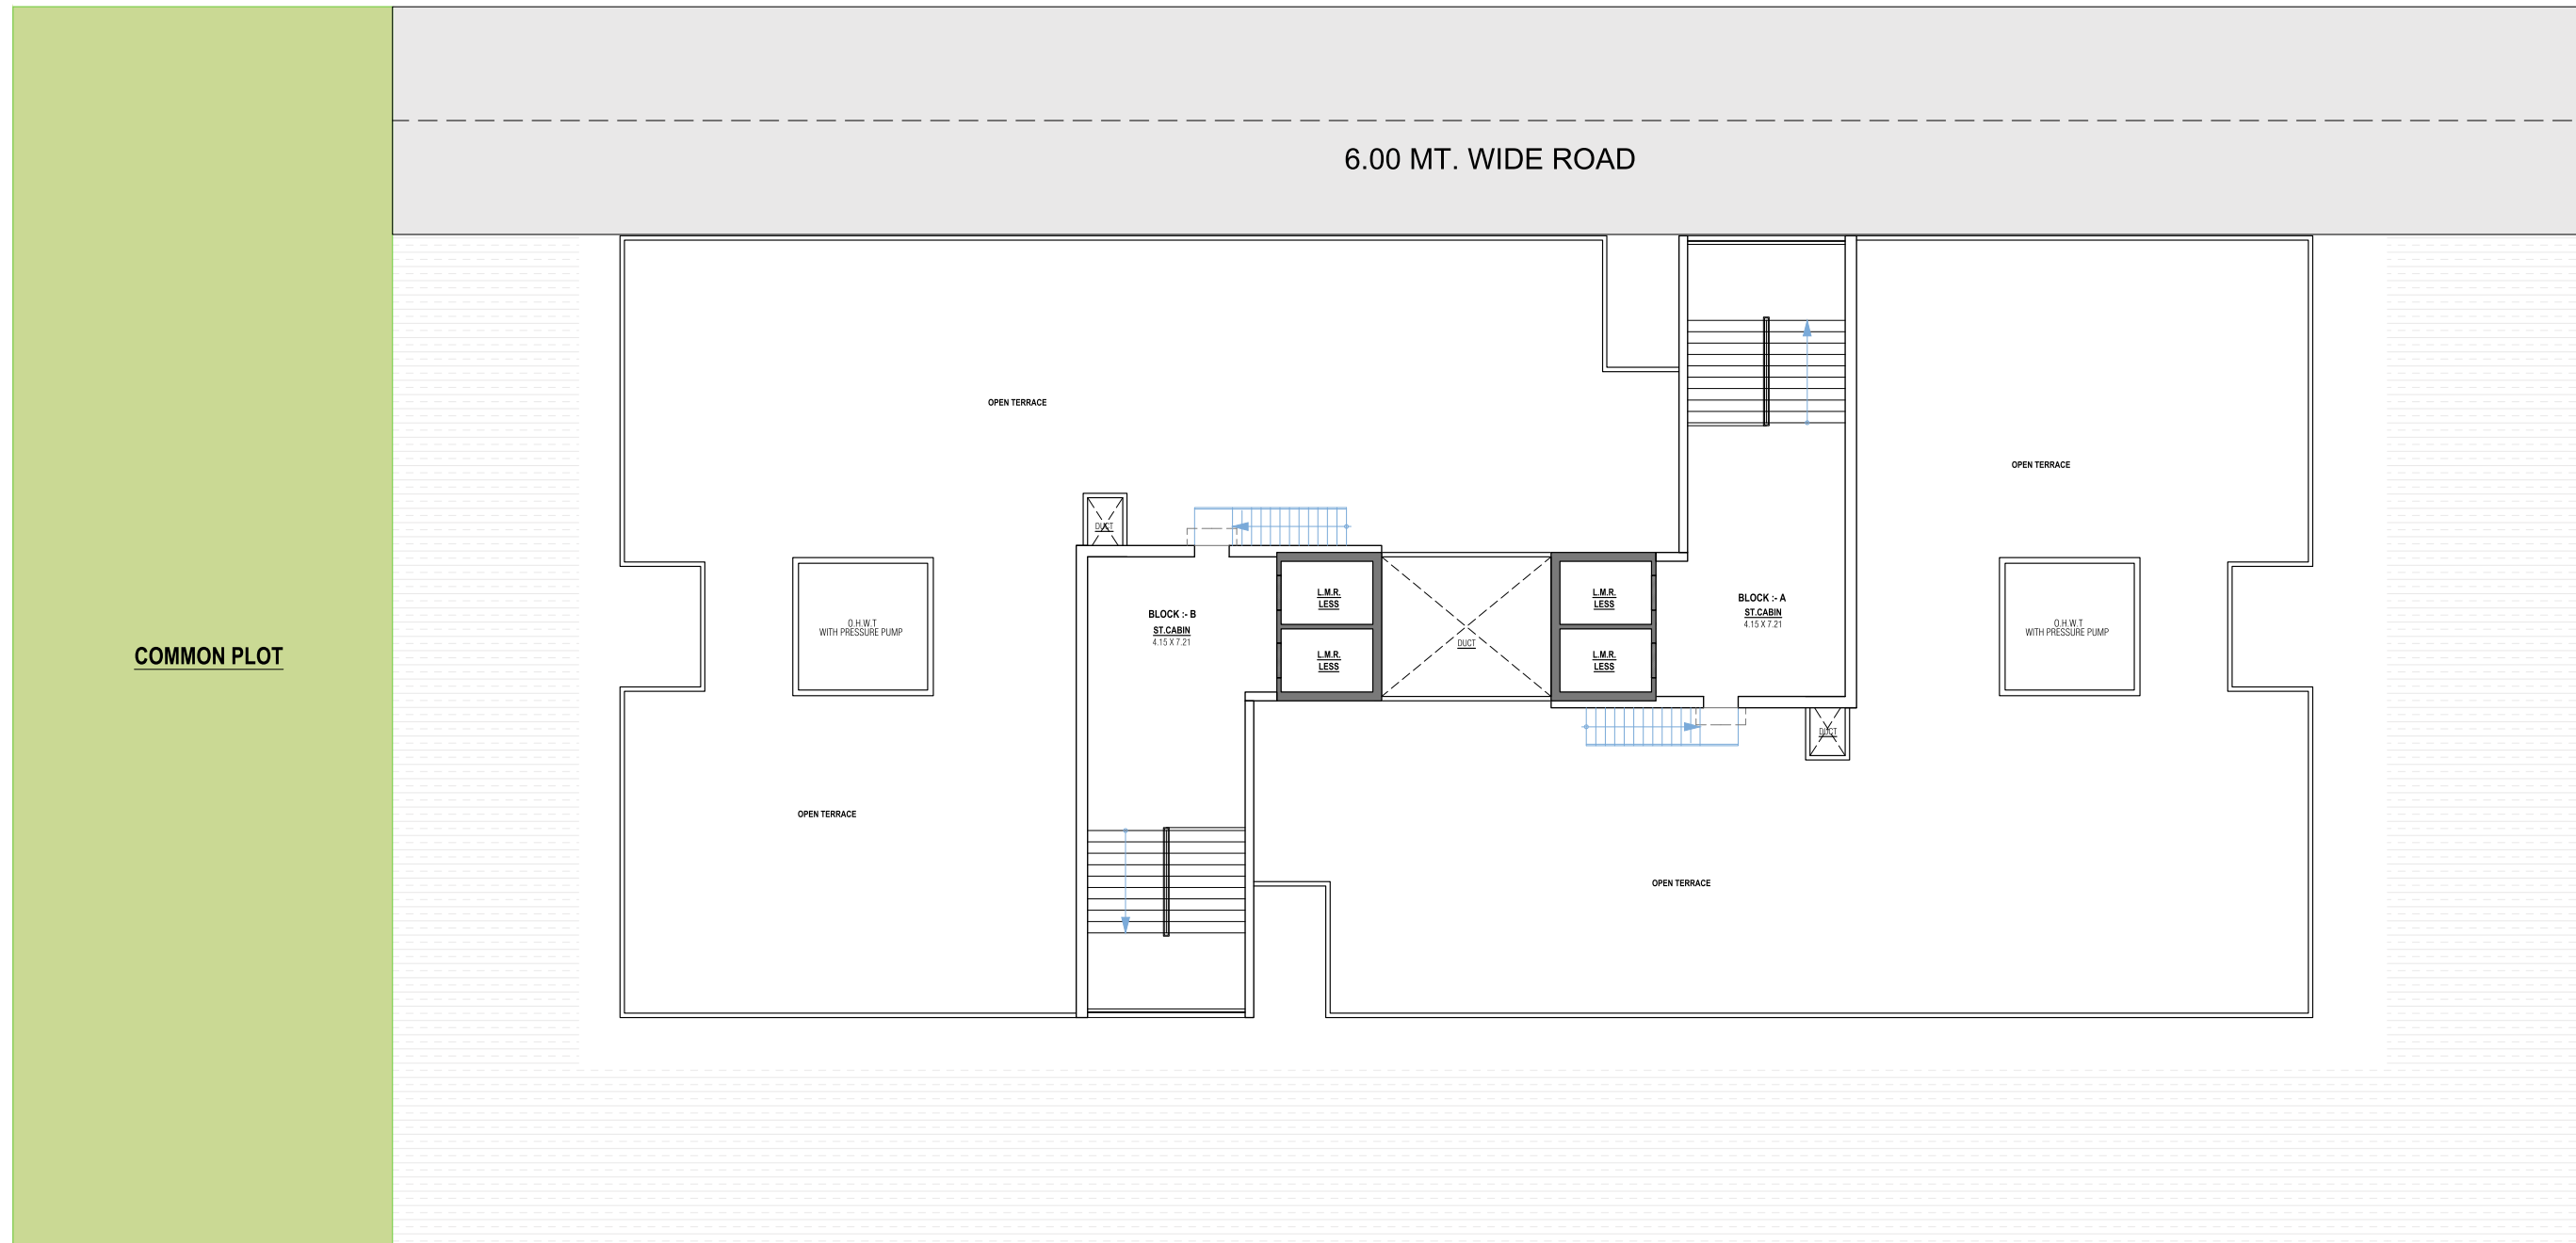 6.00 MT. WIDE ROAD
OPEN TERRACE
OPEN TERRACE
DUCT
L.M.R.
LESS
L.M.R.
LESS
BLOCK :- A
ST.CABIN
4.15 X 7.21
BLOCK :- B
ST.CABIN
4.15 X 7.21
O.H.W.T
WITH PRESSURE PUMP
O.H.W.T
WITH PRESSURE PUMP
DUCT
COMMON PLOT
L.M.R.
LESS
L.M.R.
LESS
DUCT
OPEN TERRACE
OPEN TERRACE